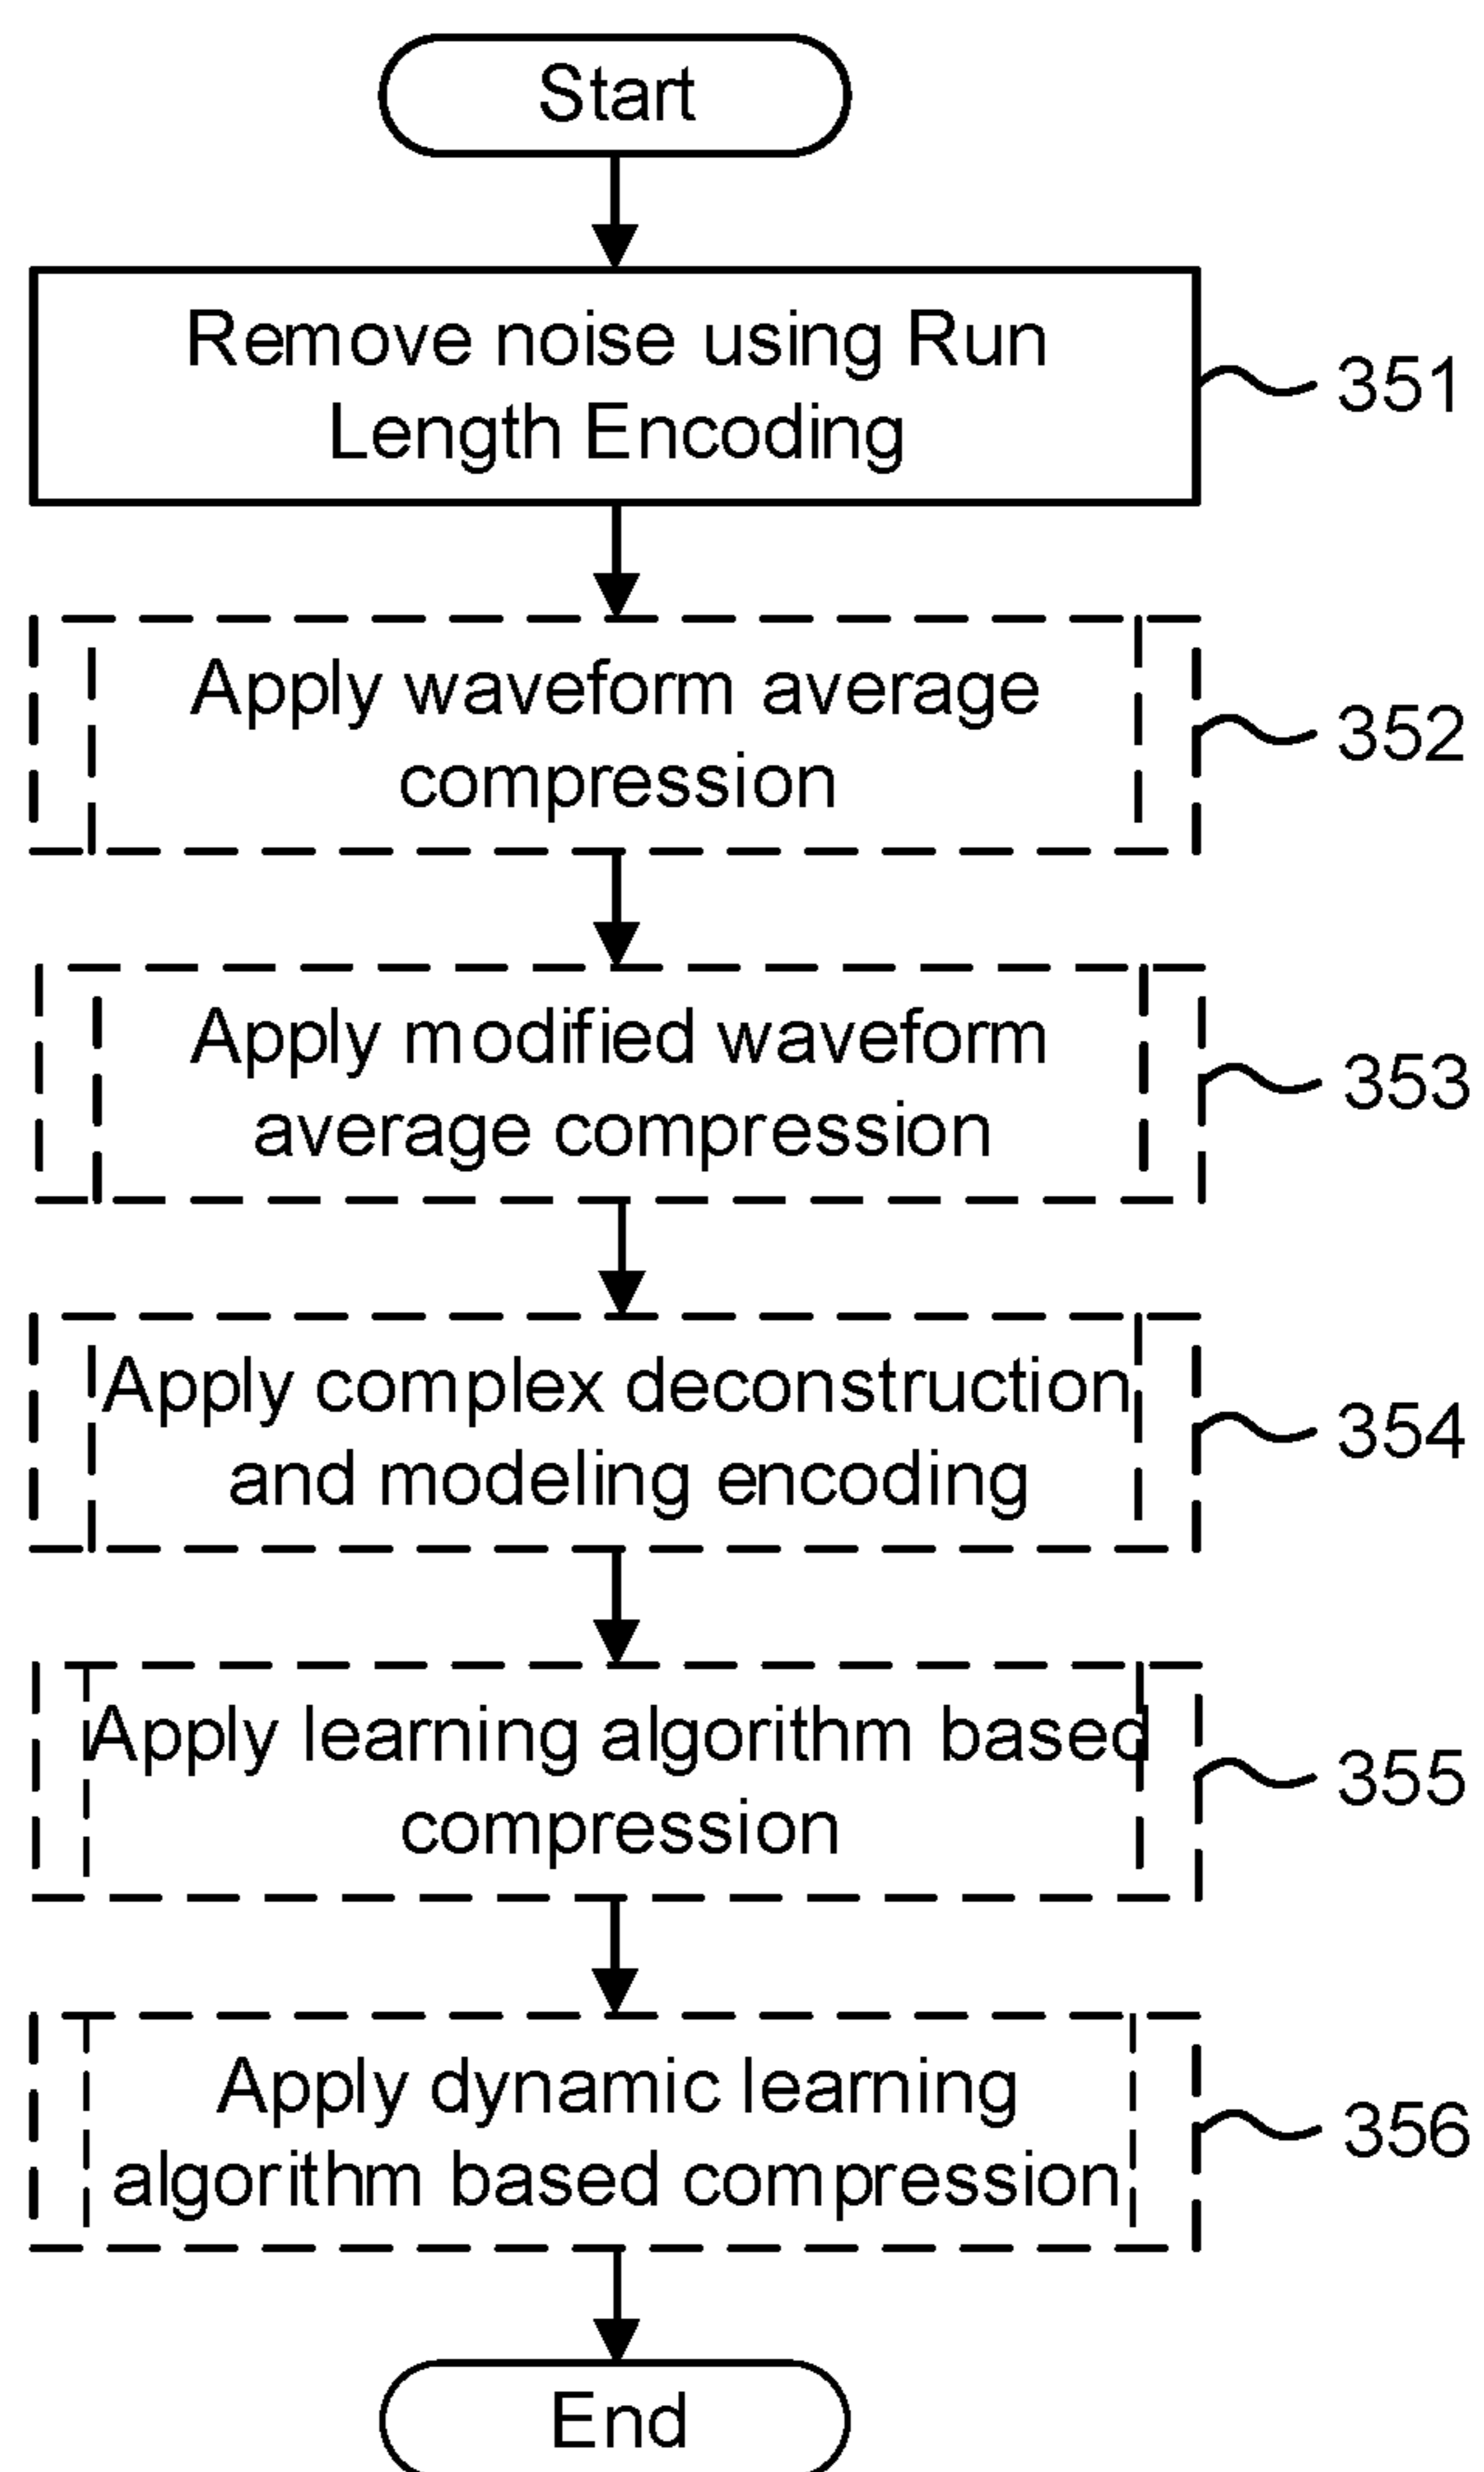 Start
Remove noise using Run
Length Encoding
351
Apply waveform average
compression
352
Apply modified waveform
average compression
353
Apply complex deconstruction
and modeling encoding
354
Apply learning algorithm based
compression
355
Apply dynamic learning
algorithm based compression
356
End